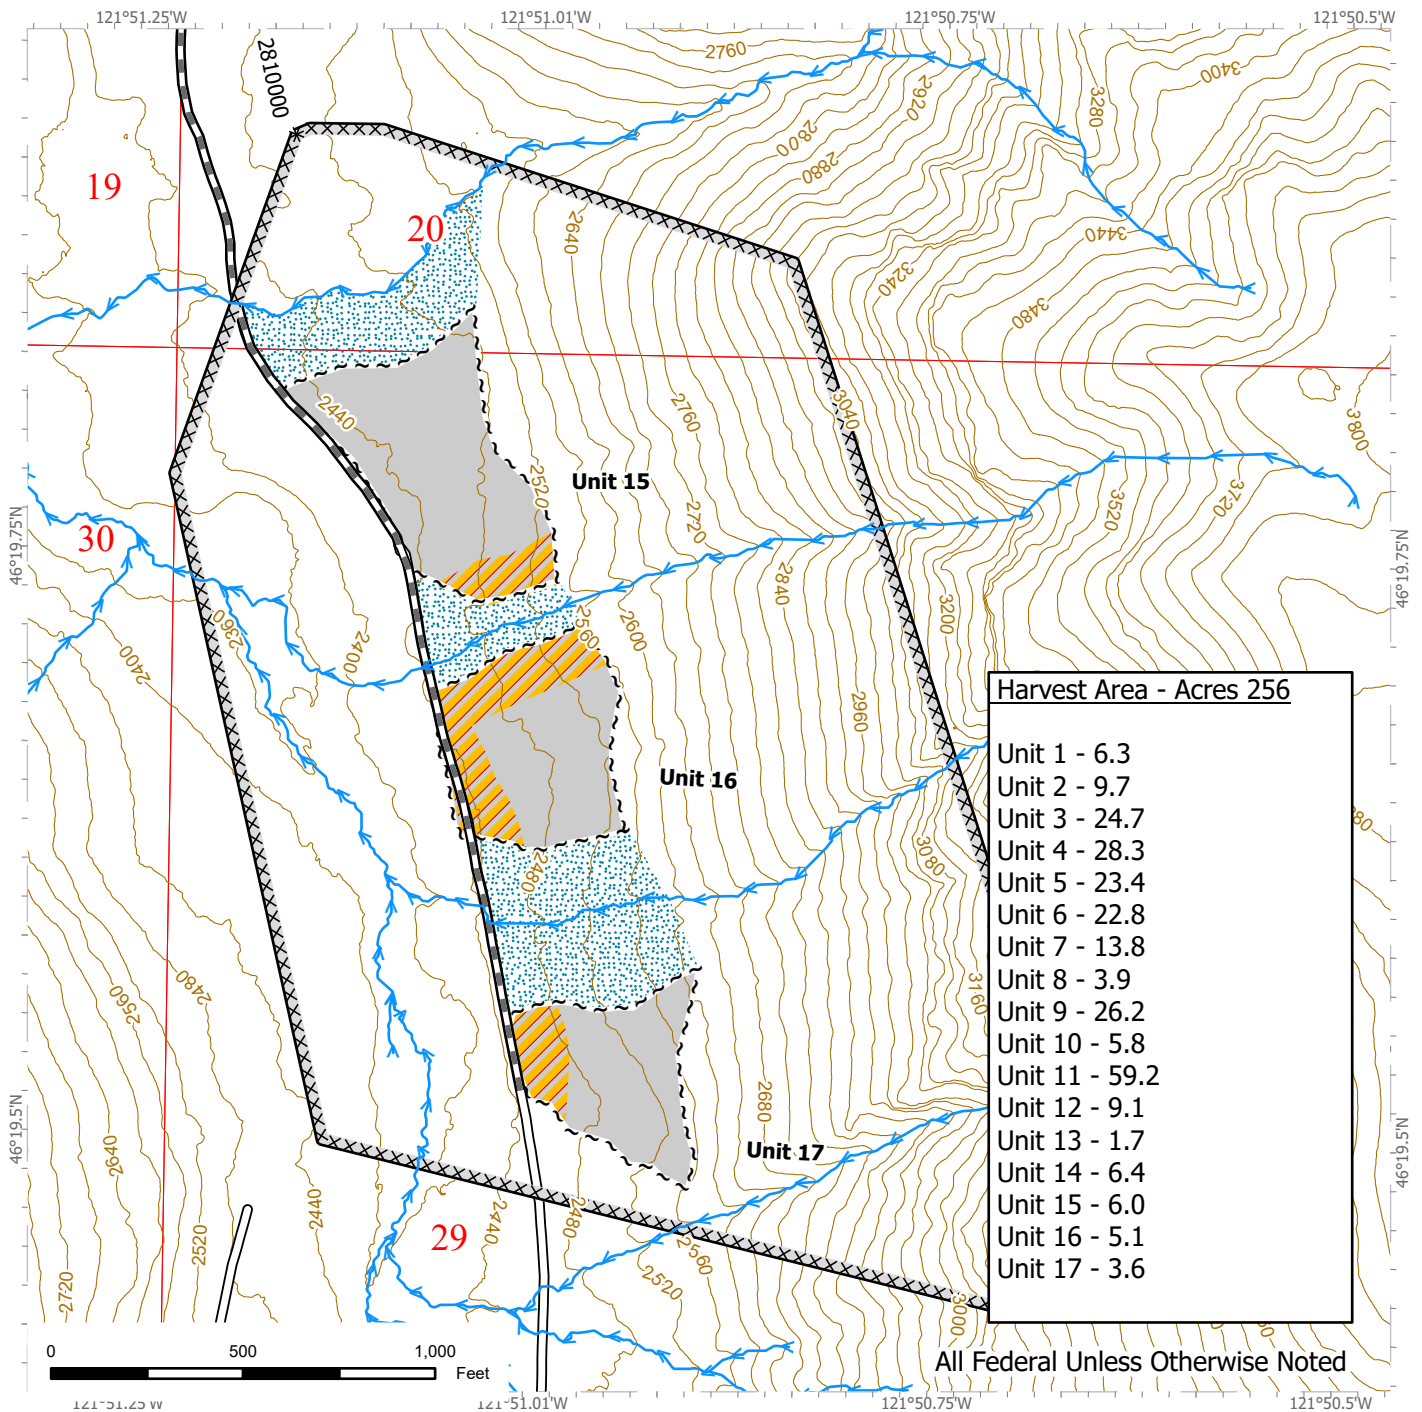 121°51.25'W
121°51.01'W
121°50.75'W
121°50.5'W
2810000
2760
2920
3400
3280
2800
2880
19
20
2640
3440
3240
3480
2440
2760
3040
3800
2520
Unit 15
2720
3520
3720
46°19.75'N
30
46°19.75'N
2840
2360
2400
2400
2560
2600
3200
2960
Unit 16
Harvest Area - Acres 256
Unit 1 - 6.3
Unit 2 - 9.7
Unit 3 - 24.7
Unit 4 - 28.3
Unit 5 - 23.4
Unit 6 - 22.8
Unit 7 - 13.8
Unit 8 - 3.9
Unit 9 - 26.2
Unit 10 - 5.8
Unit 11 - 59.2
Unit 12 - 9.1
Unit 13 - 1.7
Unit 14 - 6.4
Unit 15 - 6.0
Unit 16 - 5.1
Unit 17 - 3.6
2480
3080
2560
2480
3160
46°19.5'N
2640
2680
Unit 17
46°19.5'N
2720
2520
2440
29
2440
2480
2560
2520
3000
0
500
1,000
Feet
All Federal Unless Otherwise Noted
121°51.25'W
121°51.01'W
121°50.75'W
121°50.5'W